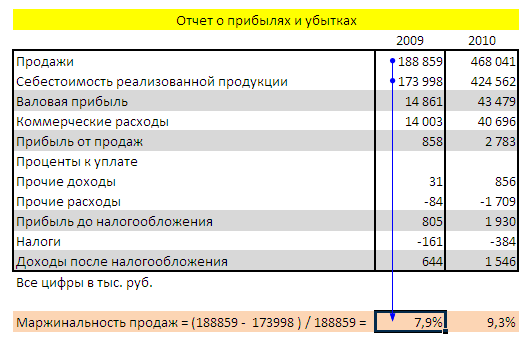 Отчет о прибылях и убытках
2009 2010
Продажи 188 859 468 041
Себестоимость реализованной продукции 173 998 424 562
Валовая прибыль 14 861 43 479
Коммерческие расходы 14 003 40 696
Прибыль от продаж 858 2 783
Проценты к уплате
Прочие доходы 31 856
Прочие расходы -84 -1 709
Прибыль до налогообложения 805 1 930
Налоги -161 -384
Доходы после налогообложения 644 1 546
Все цифры в тыс. руб.
Маржинальность продаж = (188859 - 173998 ) / 188859 = 7,9% 9,3%